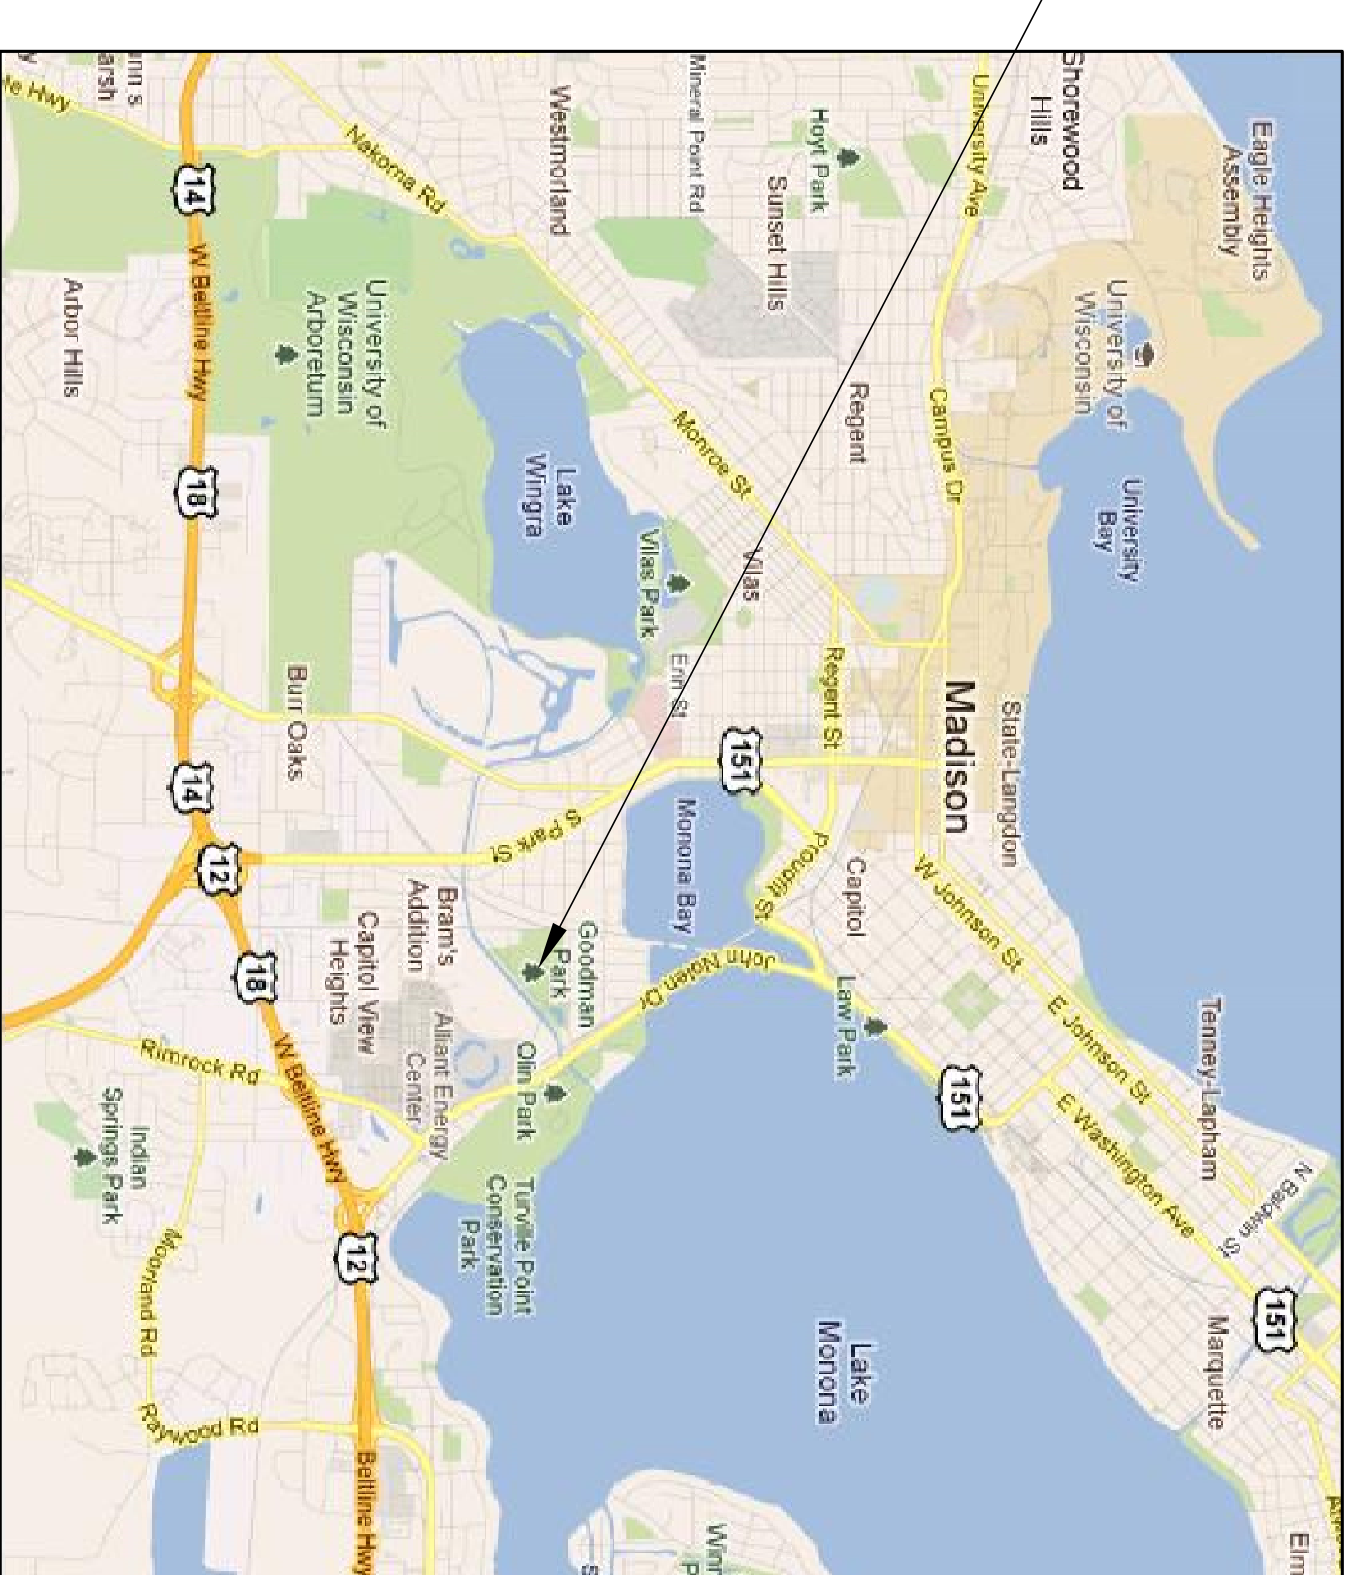 Eagle Heights
Assembly
Shorewood
Hills
University Ave
Hoyt Park
Mineral Point Rd
Westmorland
Nakoma Rd
14
Sunset Hills
W Beltline Hwy
University of
Wisconsin
University of
Wisconsin
Arboretum
Arbor Hills
Regent
Campus Dr
Monroe St
University
Bay
Lake
Wingra
18
Vilas
Vilas Park
Erin St
Regent St
Madison
State-Langdon
151
Burr Oaks
14
Monona Bay
S Park St
Proudfit St
W Johnson St
Capitol
12
Bram's
Addition
Capitol View
Heights
Goodman
Park
John Nolen Dr
Law Park
18
E Johnson St
Tenney-Lapham
Alliant Energy
Center
Olin Park
151
E Washington Ave
Rimrock Rd
W Beltline Hwy
Indian
Springs Park
Turville Point
Conservation
Park
N Baldwin St
12
Moorland Rd
151
Marquette
Lake
Monona
Raywood Rd
Beltline Hwy